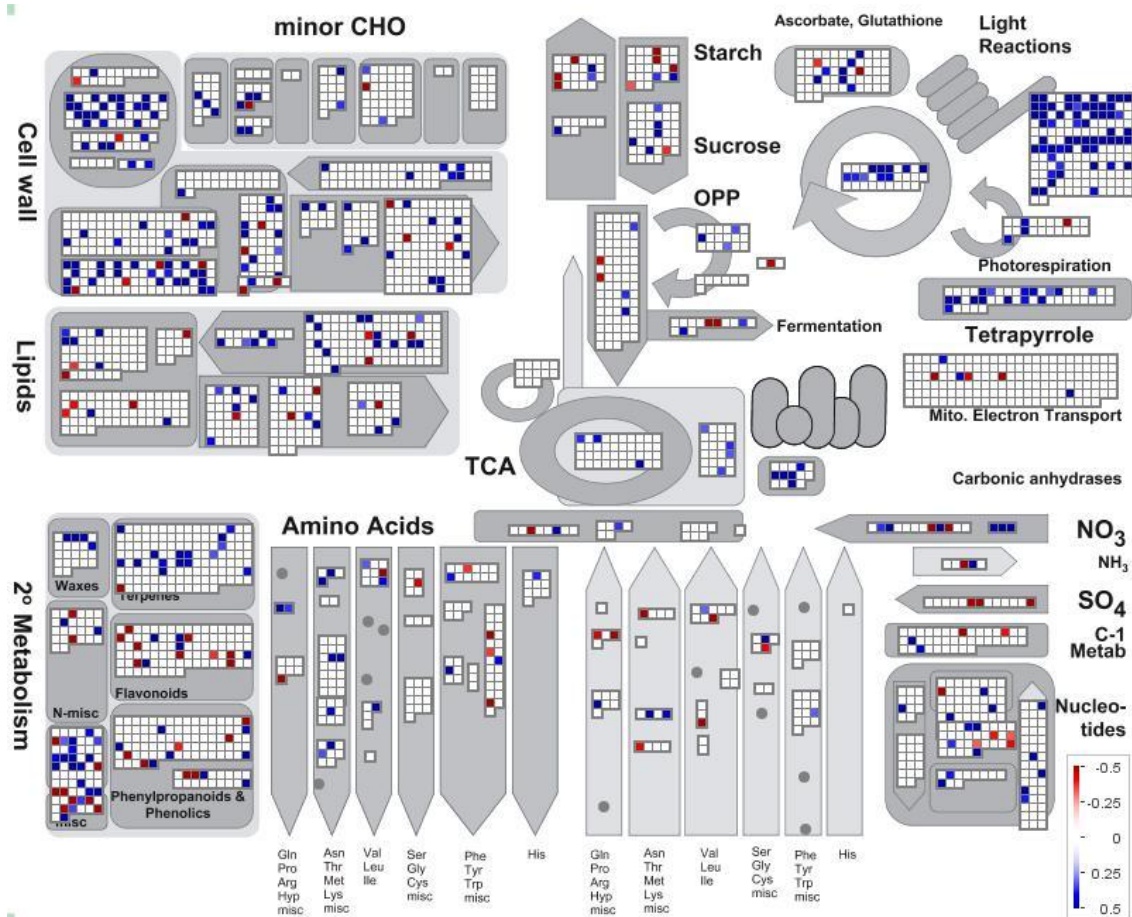 minor CHO
Ascorbate, Glutathione
Light
Reactions
Starch
Sucrose
Cell wall
OPP
Photorespiration
Tetrapyrrole
Fermentation
Lipids
Mito. Electron Transport
TCA
Carbonic anhydrases
Amino Acids
NO3
NH3
SO4
C-1
Metab
2º Metabolism
Waxes
Terpenes
Flavonoids
N-misc
Phenylpropanoids &
Phenolics
misc
Nucleo-
tides
-0.5
-0.25
0
0.25
0.5
Gln
Pro
Arg
Hyp
misc
Asn
Thr
Met
Lys
misc
Val
Leu
Ile
Ser
Gly
Cys
misc
Phe
Tyr
Trp
misc
His
Gln
Pro
Arg
Hyp
misc
Asn
Thr
Met
Lys
misc
Val
Leu
Ile
Ser
Gly
Cys
misc
Phe
Tyr
Trp
misc
His